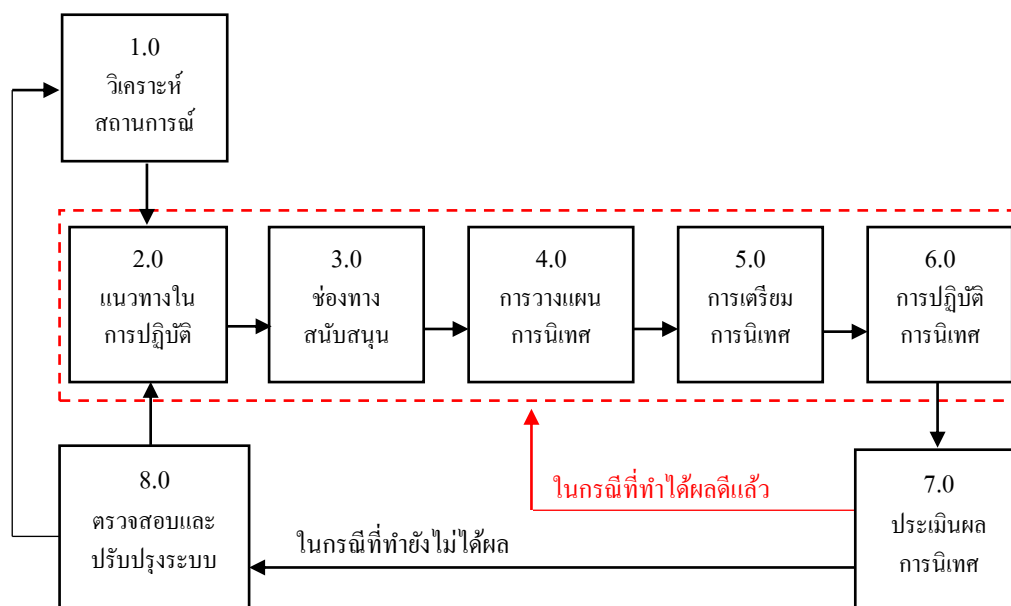 1.0
วิเคราะห์
สถานการณ์
2.0
แนวทางใน
การปฏิบัติ
3.0
ช่องทาง
สนับสนุน
4.0
การวางแผน
การนิเทศ
5.0
การเตรียม
การนิเทศ
6.0
การปฏิบัติ
การนิเทศ
8.0
ตรวจสอบและ
ปรับปรุงระบบ
ในกรณีที่ทำได้ผลดีแล้ว
ในกรณีที่ทำยังไม่ได้ผล
7.0
ประเมินผล
การนิเทศ